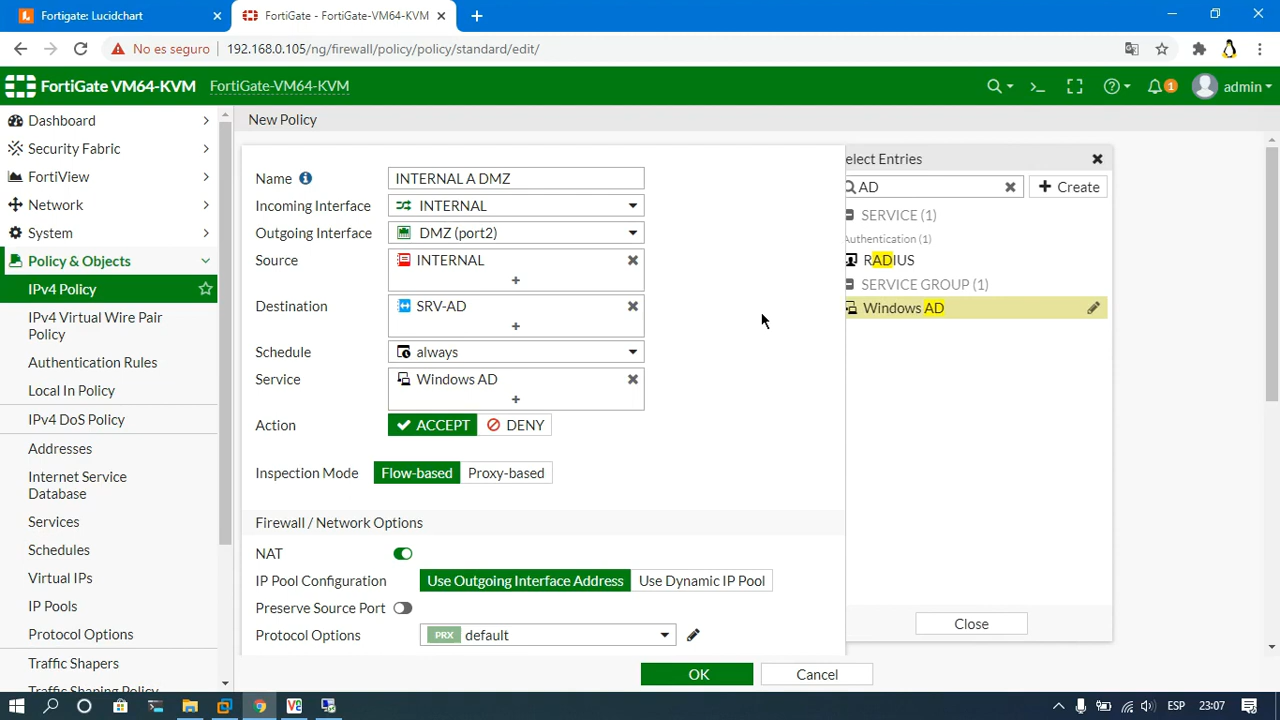 Fortigate: Lucidchart
FortiGate - FortiGate-VM64-KVM
No es seguro
192.168.0.105/ng/firewall/policy/policy/standard/edit/
FortiGate VM64-KVM
FortiGate-VM64-KVM
1
admin
Dashboard
Security Fabric
FortiView
Network
System
Policy & Objects
IPv4 Policy
IPv4 Virtual Wire Pair
Policy
Authentication Rules
Local In Policy
IPv4 DoS Policy
Addresses
Internet Service
Database
Services
Schedules
Virtual IPs
IP Pools
Protocol Options
Traffic Shapers
Traffic Shaping Policy
New Policy
Name
INTERNAL A DMZ
Incoming Interface
INTERNAL
Outgoing Interface
DMZ (port2)
Source
INTERNAL
Destination
SRV-AD
Schedule
always
Service
Windows AD
Action
ACCEPT
DENY
Inspection Mode
Flow-based
Proxy-based
Firewall / Network Options
NAT
IP Pool Configuration
Use Outgoing Interface Address
Use Dynamic IP Pool
Preserve Source Port
Protocol Options
PRX
default
OK
Cancel
elect Entries
AD
Create
SERVICE (1)
Authentication (1)
RADIUS
SERVICE GROUP (1)
Windows AD
Close
ESP
23:07